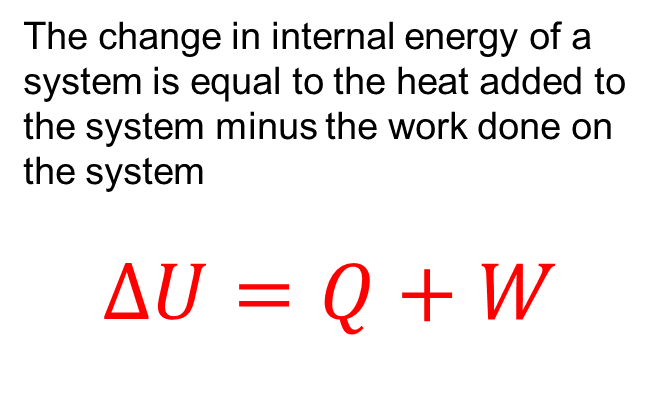 The change in internal energy of a
system is equal to the heat added to
the system minus the work done on
the system
ΔU = Q + W